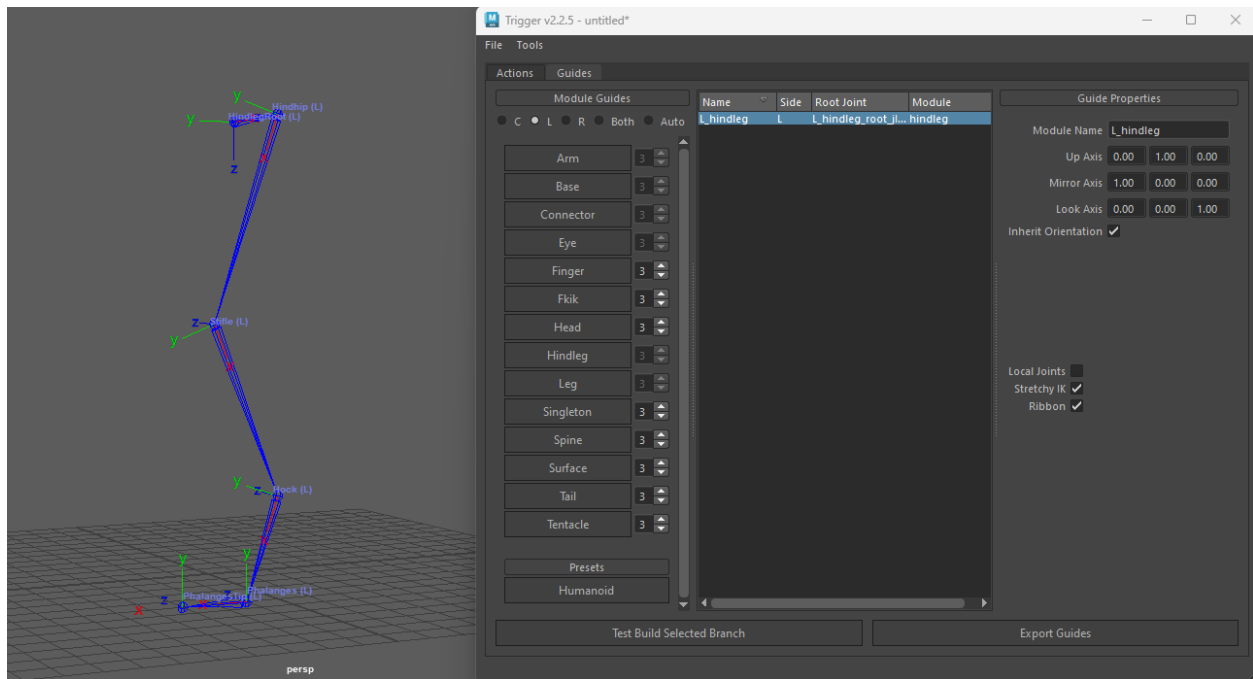 Trigger v2.2.5 - untitled*
File Tools
Actions Guides
Module Guides
C L R Both Auto
Arm 3
Base 3
Connector 3
Eye 3
Finger 3
Fkik 3
Head 3
Hindleg 3
Leg 3
Singleton 3
Spine 3
Surface 3
Tail 3
Tentacle 3
Presets
Humanoid
Name Side Root Joint Module
L_hindleg L L_hindleg_root_jI... hindleg
Guide Properties
Module Name L_hindleg
Up Axis 0.00 1.00 0.00
Mirror Axis 1.00 0.00 0.00
Look Axis 0.00 0.00 1.00
Inherit Orientation
Local Joints
Stretchy IK
Ribbon
Test Build Selected Branch Export Guides
y Hindhip (L)
y HindlegRoot (L)
z
z Stifle (L)
y
y z Hock (L)
y y
z Phalanges (L)
x z PhalangesTip (L)
persp